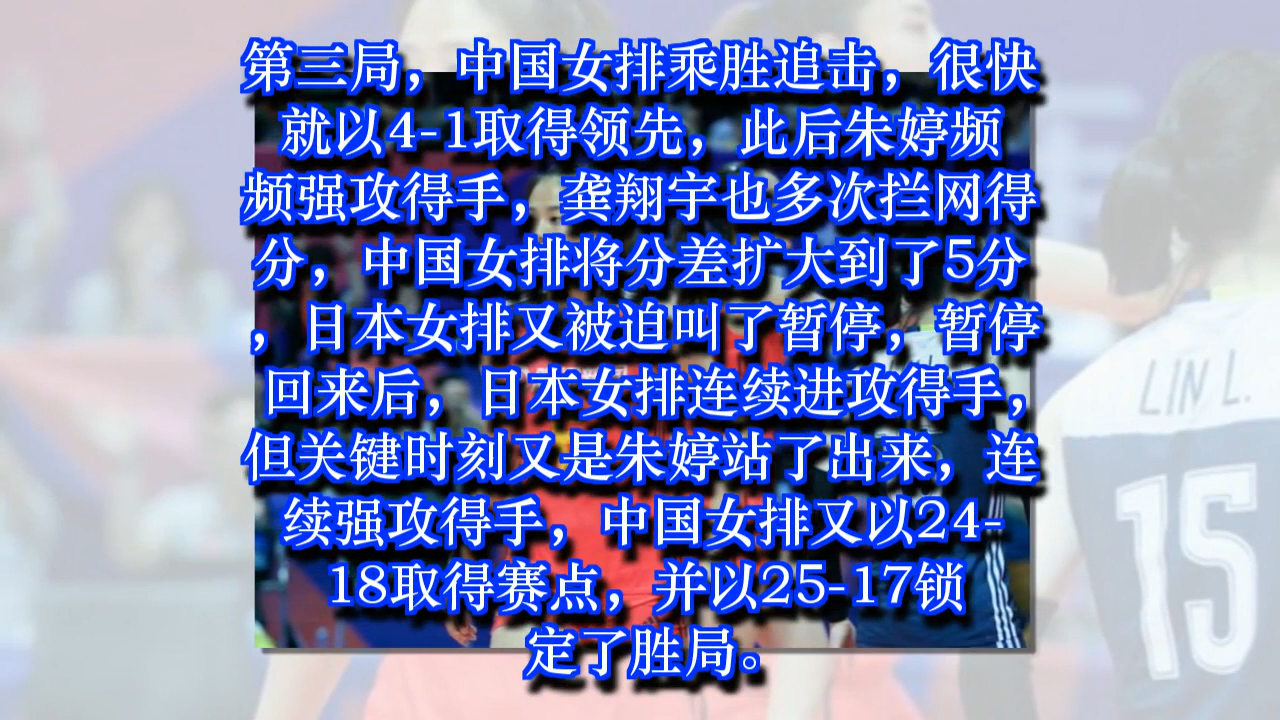 第三局，中国女排乘胜追击，很快
就以4-1取得领先，此后朱婷频
频强攻得手，龚翔宇也多次拦网得
分，中国女排将分差扩大到了5分
，日本女排又被迫叫了暂停，暂停
回来后，日本女排连续进攻得手，
但关键时刻又是朱婷站了出来，连
续强攻得手，中国女排又以24-
18取得赛点，并以25-17锁
定了胜局。
LIN L.
15